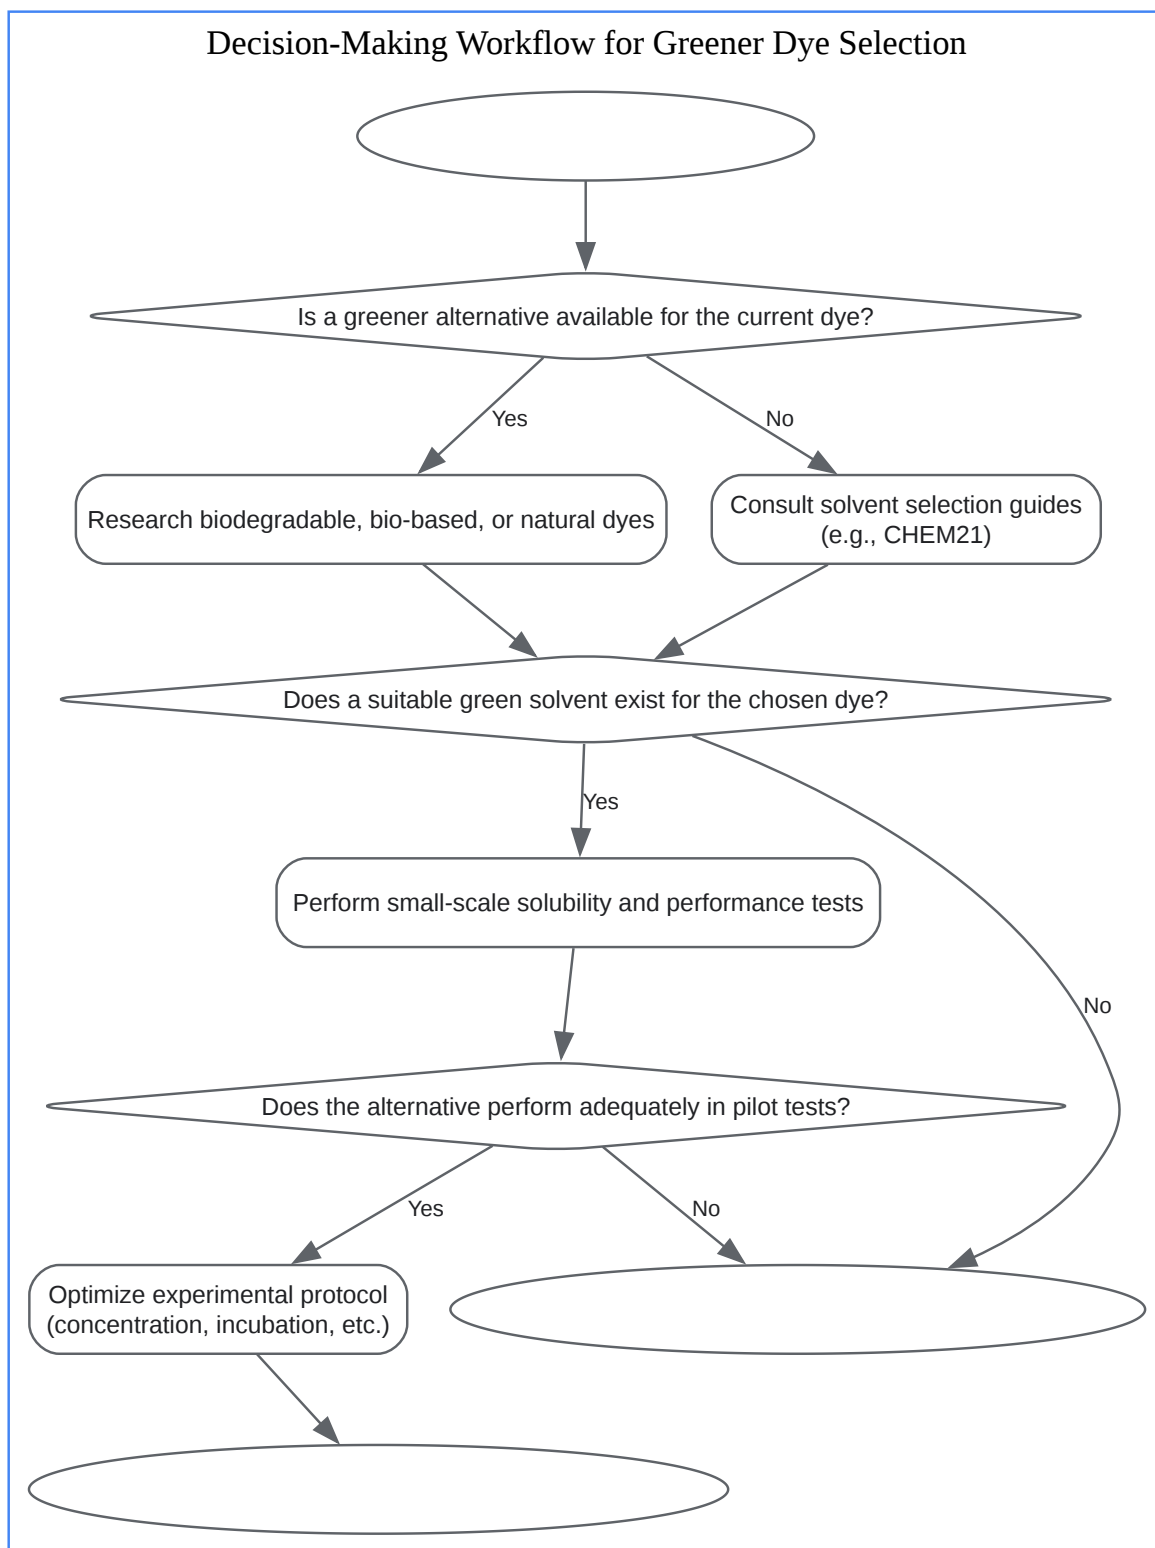 Decision-Making Workflow for Greener Dye Selection
Is a greener alternative available for the current dye?
Yes
No
Research biodegradable, bio-based, or natural dyes
Consult solvent selection guides
(e.g., CHEM21)
Does a suitable green solvent exist for the chosen dye?
Yes
Perform small-scale solubility and performance tests
No
Does the alternative perform adequately in pilot tests?
Yes
No
Optimize experimental protocol
(concentration, incubation, etc.)